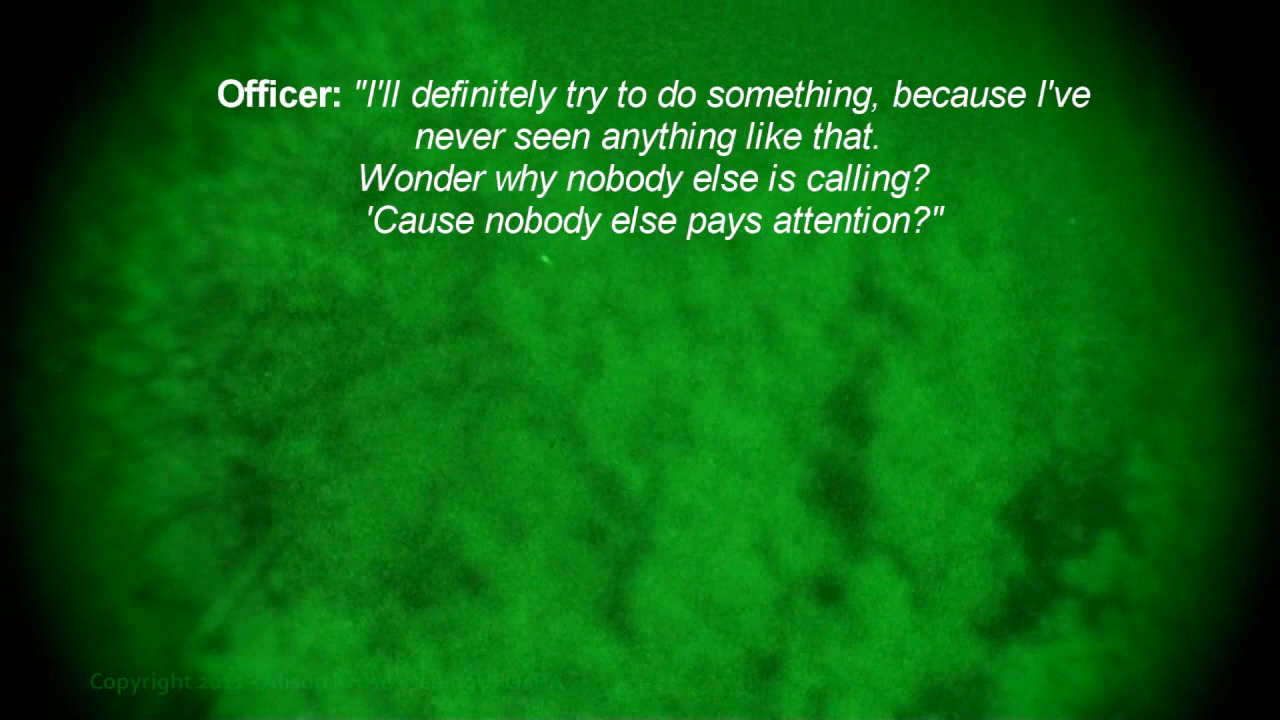 Officer: "I'll definitely try to do something, because I've
never seen anything like that.
Wonder why nobody else is calling?
'Cause nobody else pays attention?"
Copyright